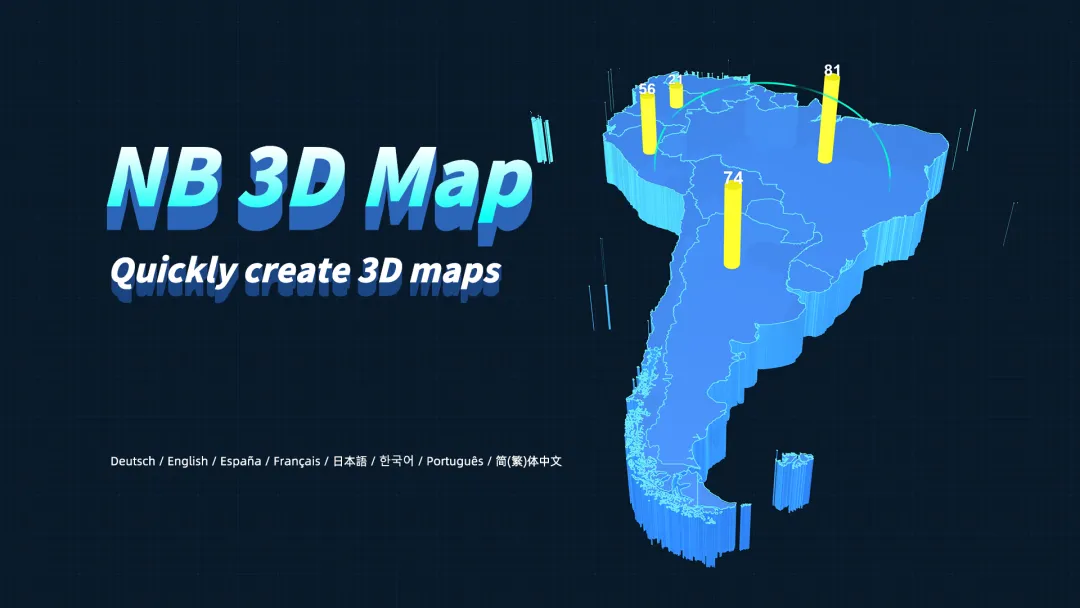 NB 3D Map
Quickly create 3D maps
Deutsch / English / España / Français / 日本語 / 한국어 / Português / 简(繁)体中文
81
21
56
74